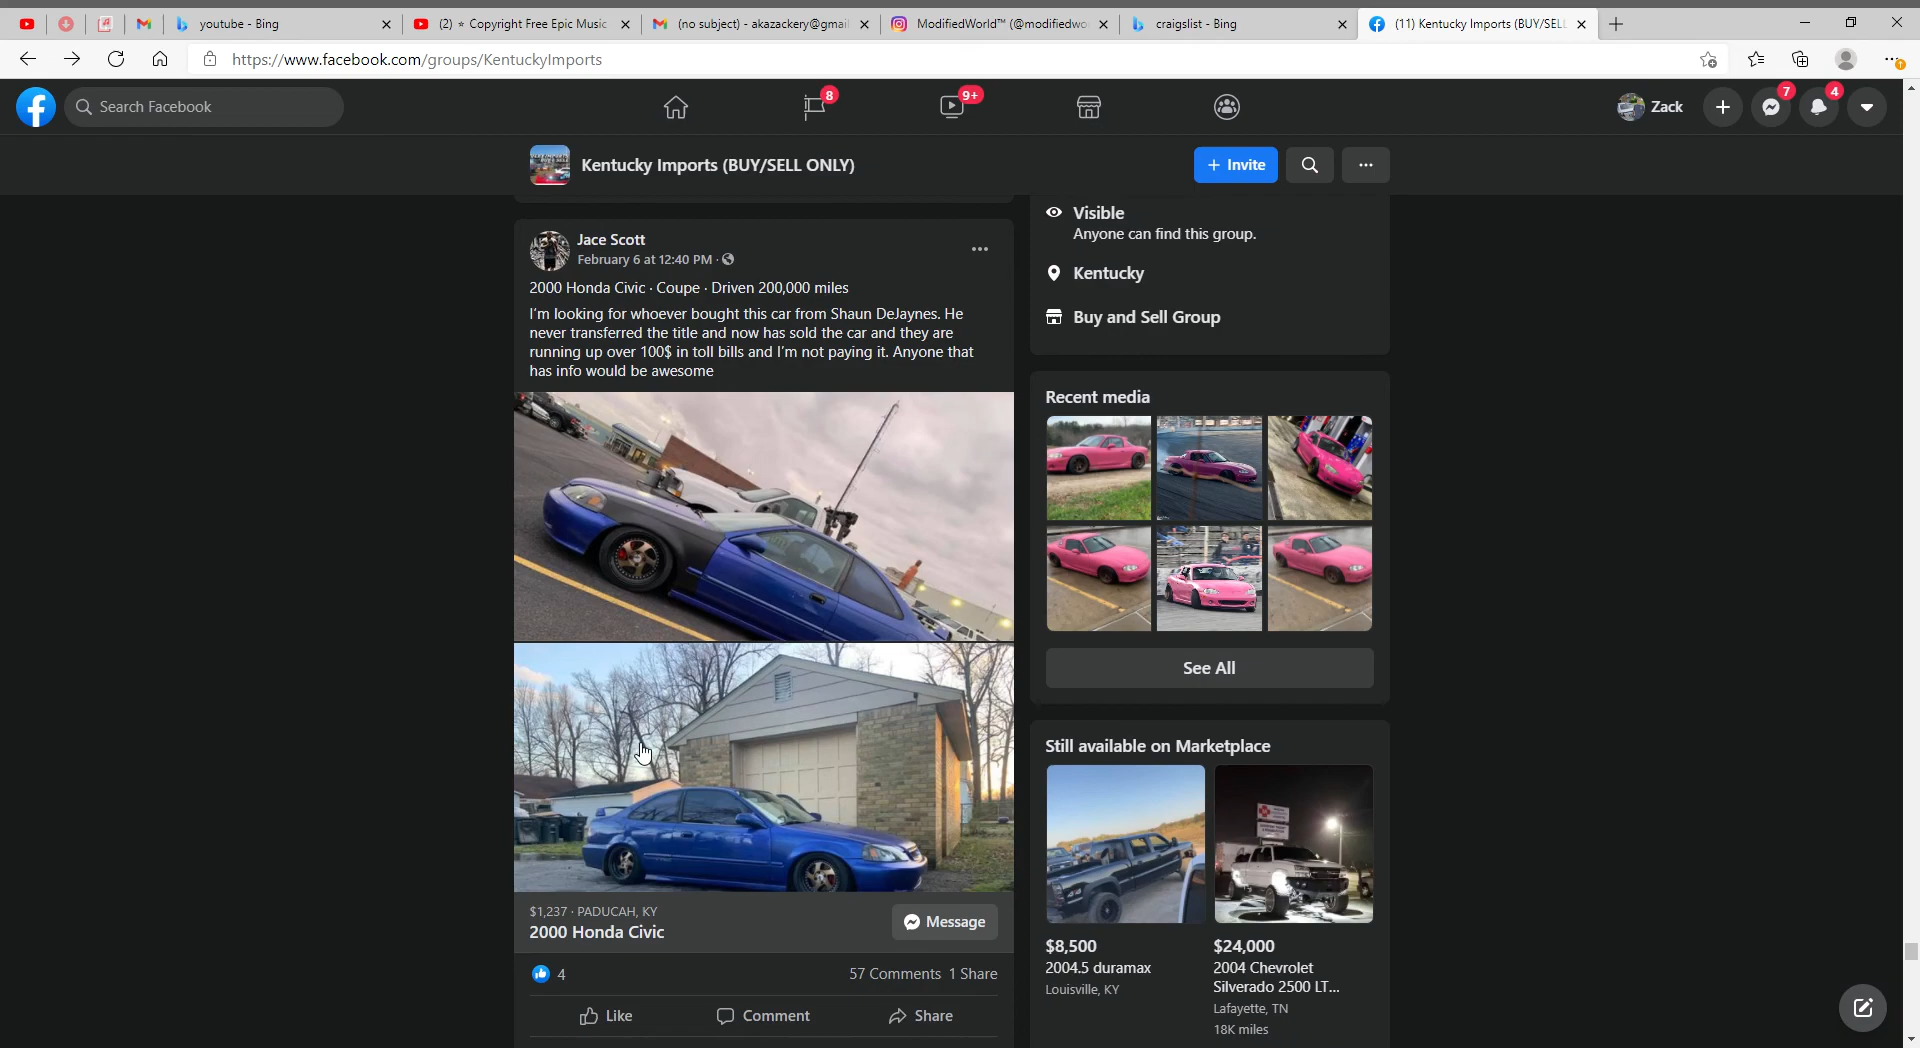 youtube - Bing
(2) ⭐ Copyright Free Epic Music
(no subject) - akazackery@gmail
ModifiedWorld™ (@modifiedwo
craigslist - Bing
(11) Kentucky Imports (BUY/SELL
https://www.facebook.com/groups/KentuckyImports
Search Facebook
8
9+
Zack
7
4
Kentucky Imports (BUY/SELL ONLY)
+ Invite
Jace Scott
February 6 at 12:40 PM ·
2000 Honda Civic · Coupe · Driven 200,000 miles
I'm looking for whoever bought this car from Shaun DeJaynes. He
never transferred the title and now has sold the car and they are
running up over 100$ in toll bills and I'm not paying it. Anyone that
has info would be awesome
$1,237 · PADUCAH, KY
2000 Honda Civic
Message
4
57 Comments 1 Share
Like
Comment
Share
Visible
Anyone can find this group.
Kentucky
Buy and Sell Group
Recent media
See All
Still available on Marketplace
$8,500
2004.5 duramax
Louisville, KY
$24,000
2004 Chevrolet
Silverado 2500 LT...
Lafayette, TN
18K miles